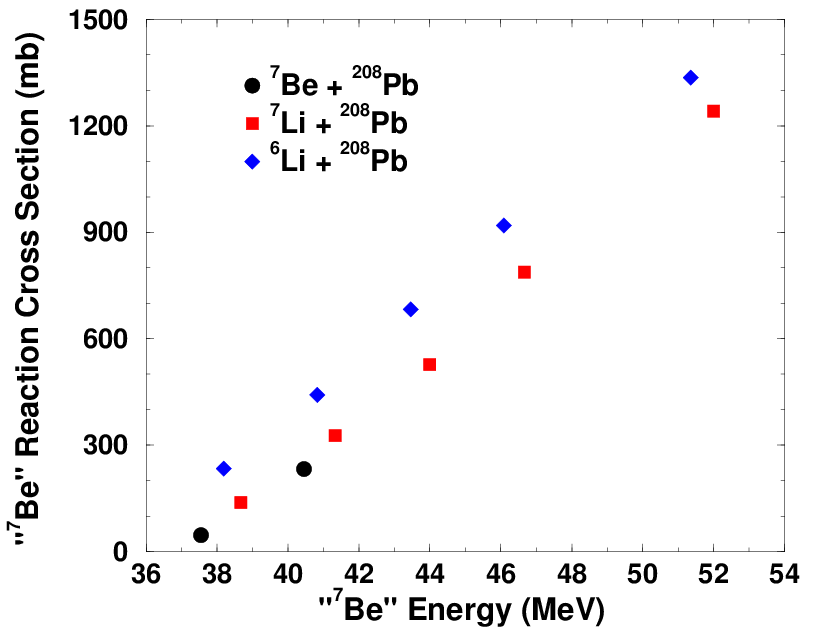 "⁷Be" Reaction Cross Section (mb)
1500
1200
900
600
300
0
⁷Be + ²⁰⁸Pb
⁷Li + ²⁰⁸Pb
⁶Li + ²⁰⁸Pb
36 38 40 42 44 46 48 50 52 54
"⁷Be" Energy (MeV)